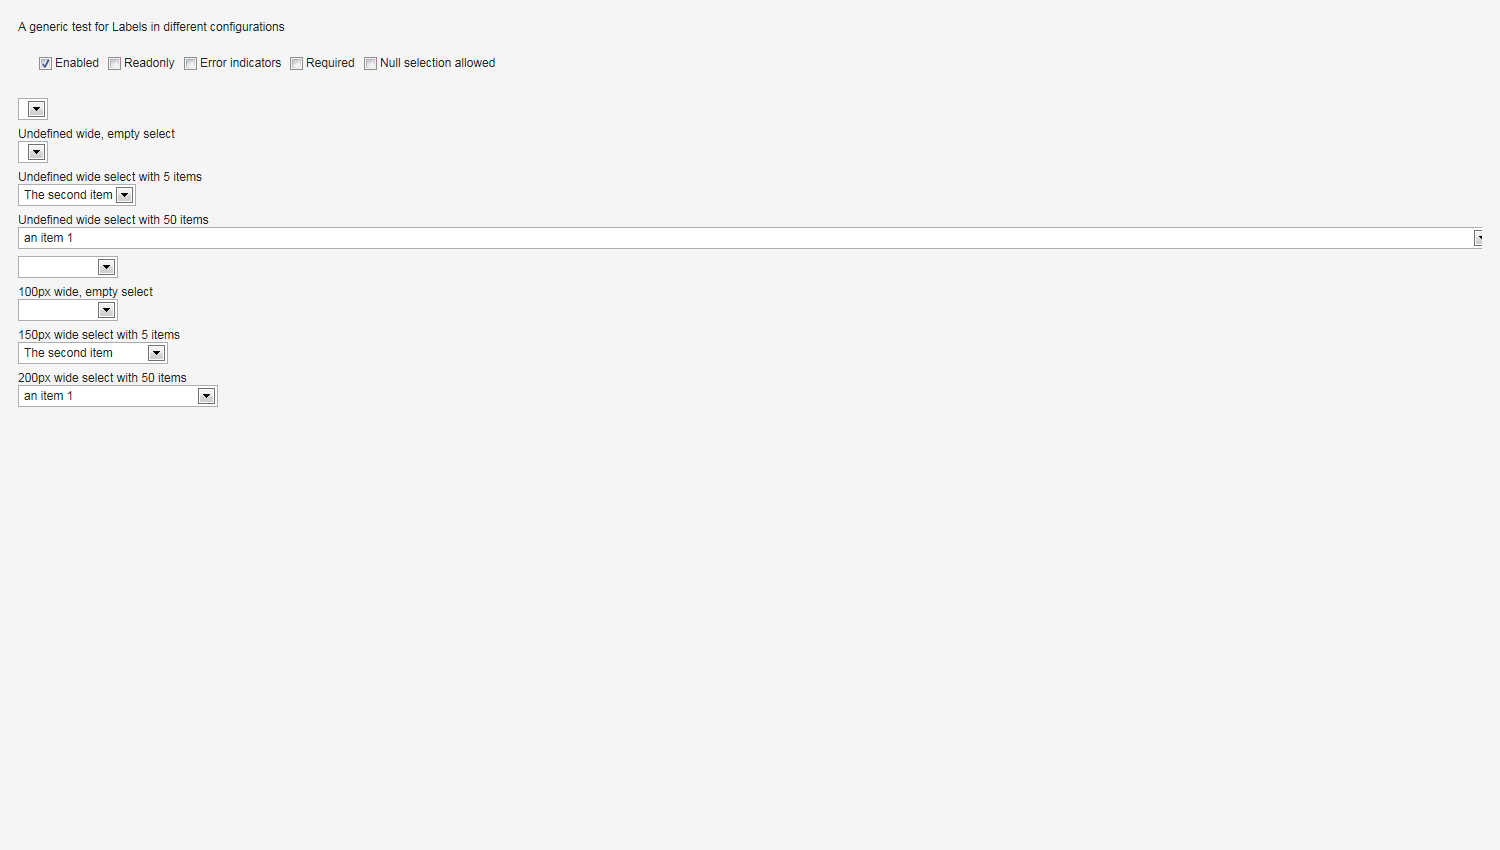 A generic test for Labels in different configurations
Enabled Readonly Error indicators Required Null selection allowed
Undefined wide, empty select
Undefined wide select with 5 items
The second item
Undefined wide select with 50 items
an item 1
100px wide, empty select
150px wide select with 5 items
The second item
200px wide select with 50 items
an item 1